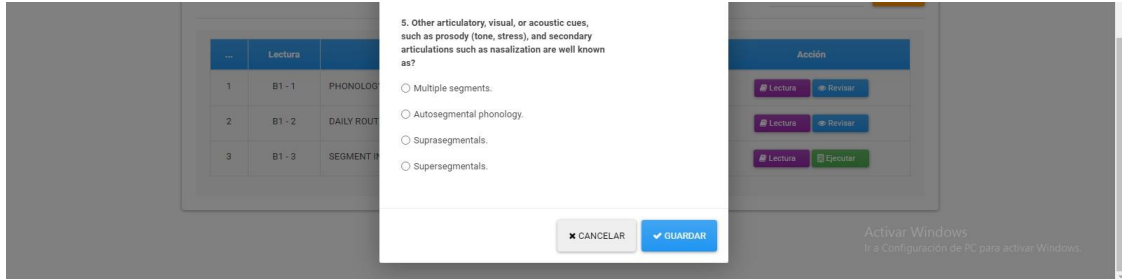 5. Other articulatory, visual, or acoustic cues,
such as prosody (tone, stress), and secondary
articulations such as nasalization are well known
as?
Multiple segments.
Autosegmental phonology.
Suprasegmentals.
Supersegmentals.
✖ CANCELAR ✔ GUARDAR
... Lectura Acción
1 B1 - 1 PHONOLOG Lectura Revisar
2 B1 - 2 DAILY ROUT Lectura Revisar
3 B1 - 3 SEGMENT Lectura Ejecutar
Activar Windows
Ir a Configuración de PC para activar Windows.